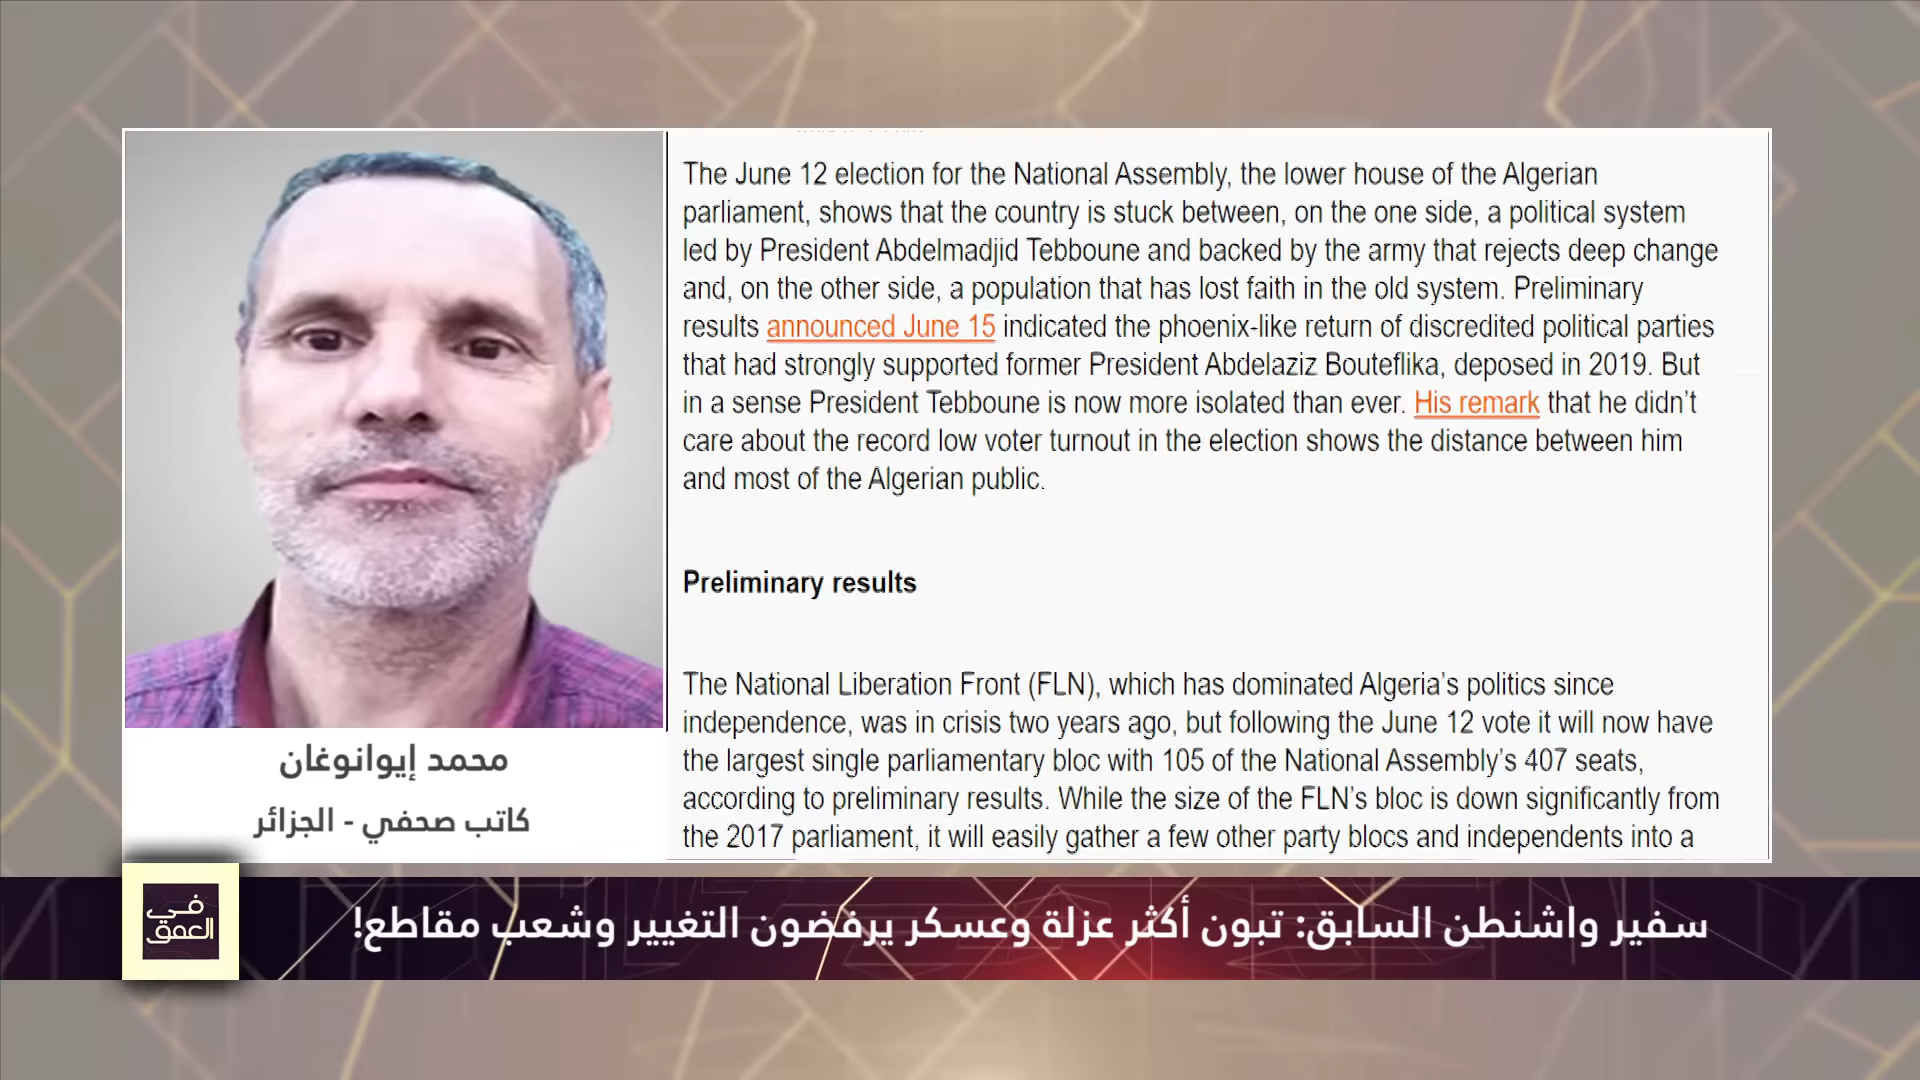 The June 12 election for the National Assembly, the lower house of the Algerian
parliament, shows that the country is stuck between, on the one side, a political system
led by President Abdelmadjid Tebboune and backed by the army that rejects deep change
and, on the other side, a population that has lost faith in the old system. Preliminary
results announced June 15 indicated the phoenix-like return of discredited political parties
that had strongly supported former President Abdelaziz Bouteflika, deposed in 2019. But
in a sense President Tebboune is now more isolated than ever. His remark that he didn’t
care about the record low voter turnout in the election shows the distance between him
and most of the Algerian public.
Preliminary results
The National Liberation Front (FLN), which has dominated Algeria’s politics since
independence, was in crisis two years ago, but following the June 12 vote it will now have
the largest single parliamentary bloc with 105 of the National Assembly’s 407 seats,
according to preliminary results. While the size of the FLN’s bloc is down significantly from
the 2017 parliament, it will easily gather a few other party blocs and independents into a
محمد إيوانوغان
كاتب صحفي - الجزائر
في
العمق
سفير واشنطن السابق: تبون أكثر عزلة وعسكر يرفضون التغيير وشعب مقاطع!